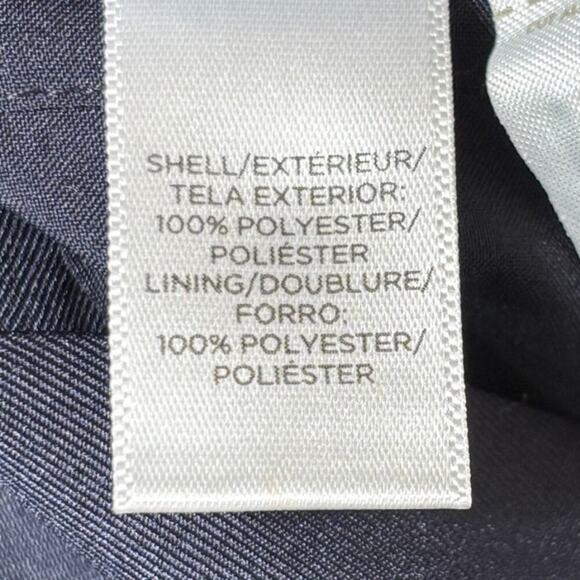 SHELL/EXTÉRIEUR/
TELA EXTERIOR:
100% POLYESTER/
POLIÉSTER
LINING/DOUBLURE/
FORRO:
100% POLYESTER/
POLIÉSTER